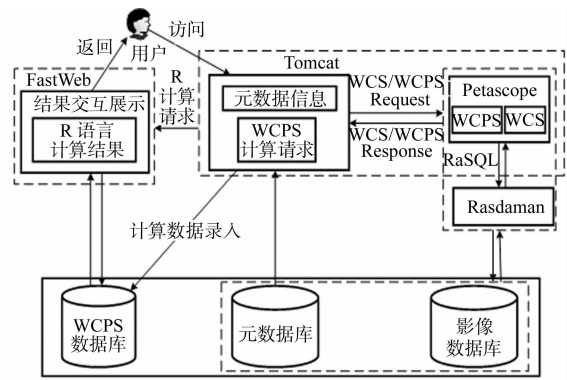 访问
返回
用户
Tomcat
FastWeb
R
计算
请求
结果交互展示
R 语言
计算结果
元数据信息
WCPS
计算请求
WCS/WCPS
Request
WCS/WCPS
Response
Petascope
WCPS
WCS
RaSQL
Rasdaman
计算数据录入
WCPS
数据库
元数据库
影像
数据库